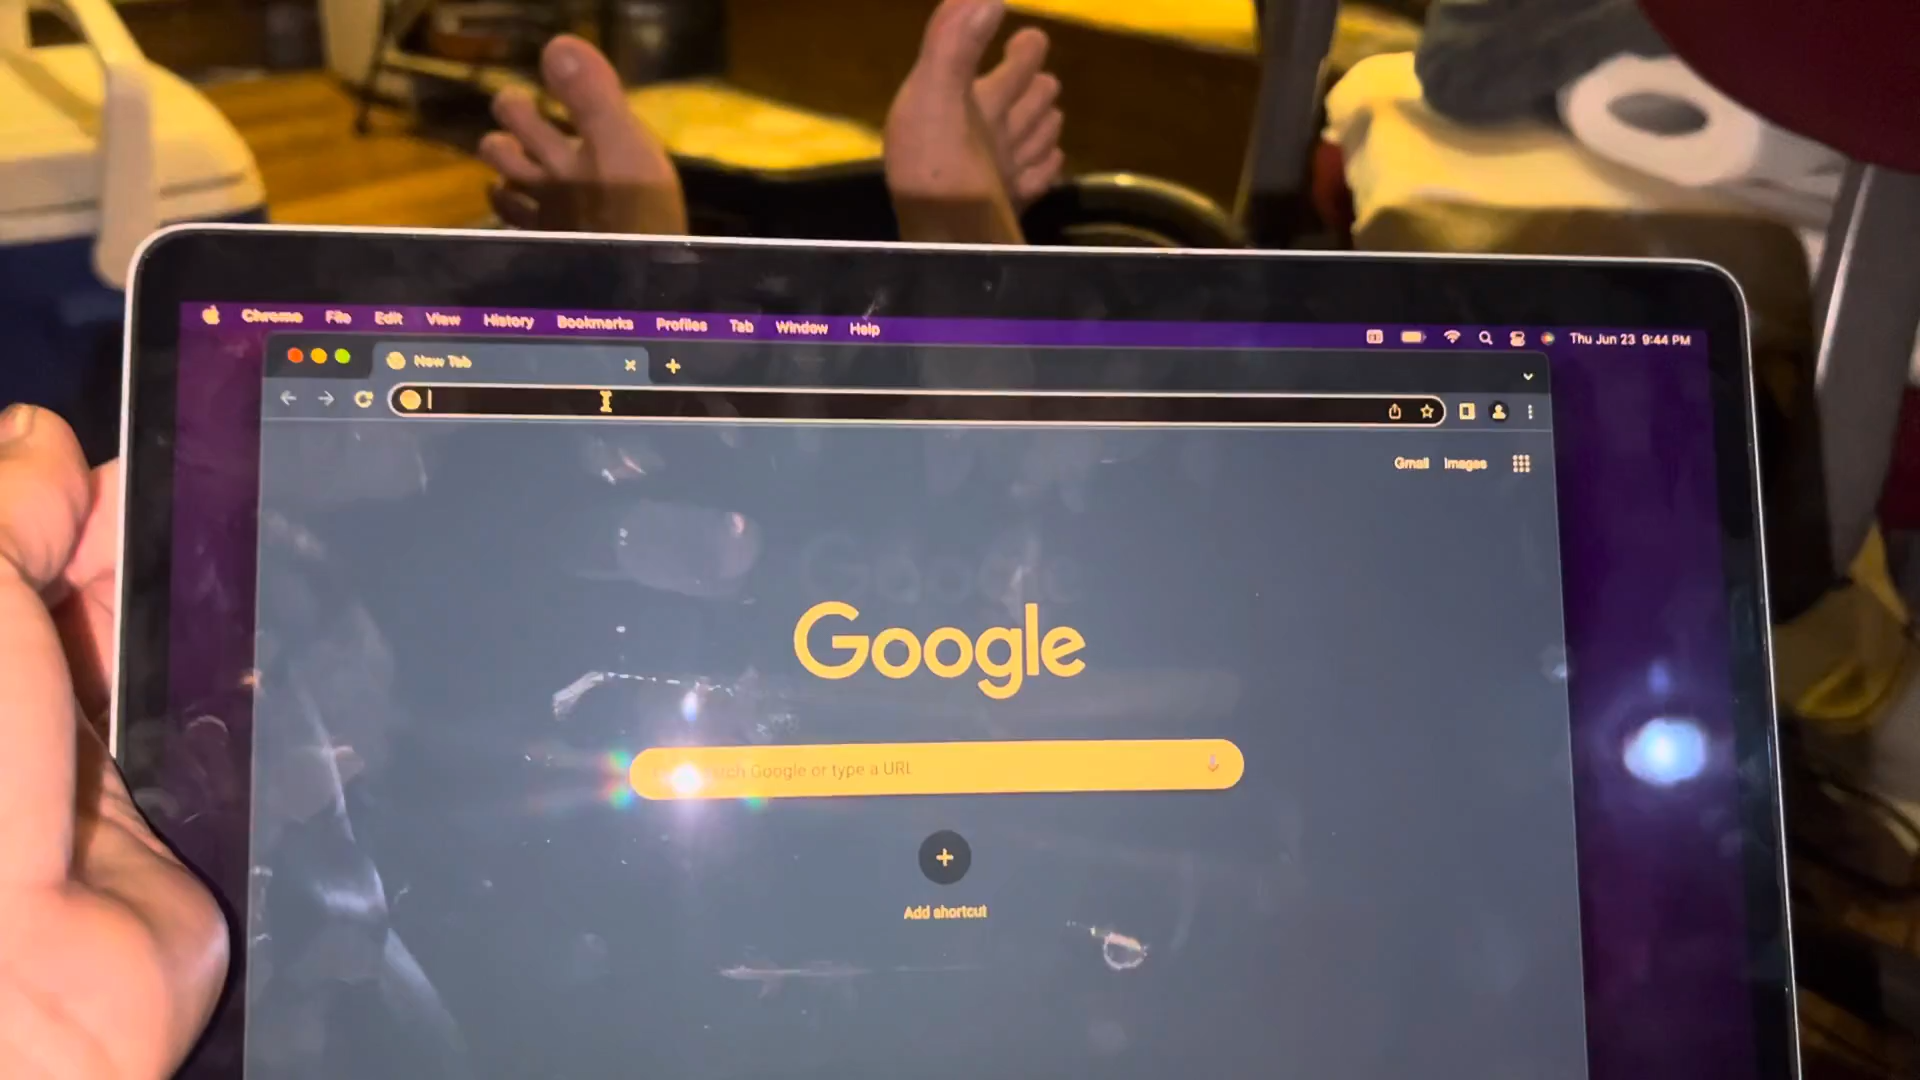 Chrome File Edit View History Bookmarks Profiles Tab Window Help Thu Jun 23 9:44 PM
New Tab
Gmail Images
Google
Google or type a URL
Add shortcut